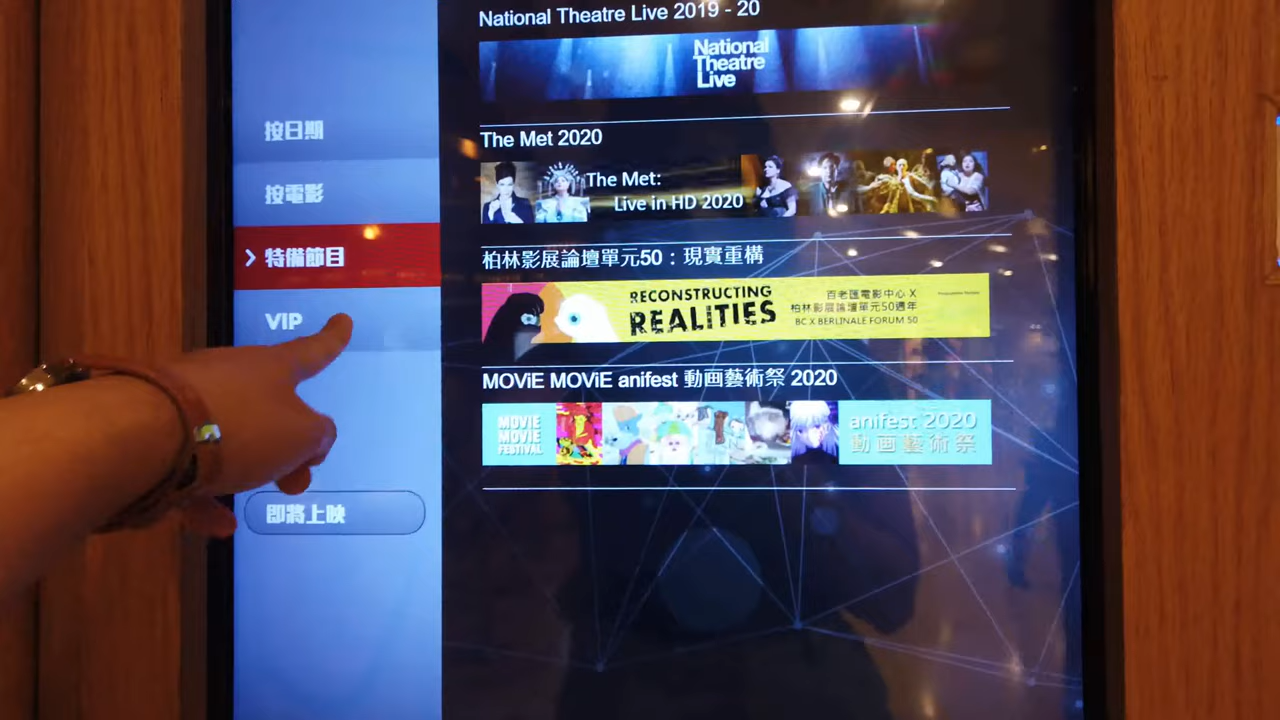 National Theatre Live 2019 - 20
National
Theatre
Live
按日期
按電影
特備節目
VIP
即將上映
The Met 2020
The Met:
Live in HD 2020
柏林影展論壇單元50：現實重構
RECONSTRUCTING
REALITIES
百老匯電影中心 X
柏林影展論壇單元50週年
BC X BERLINALE FORUM 50
MOViE MOViE anifest 動画藝術祭 2020
MOVIE
MOVIE
FESTIVAL
anifest 2020
動画藝術祭